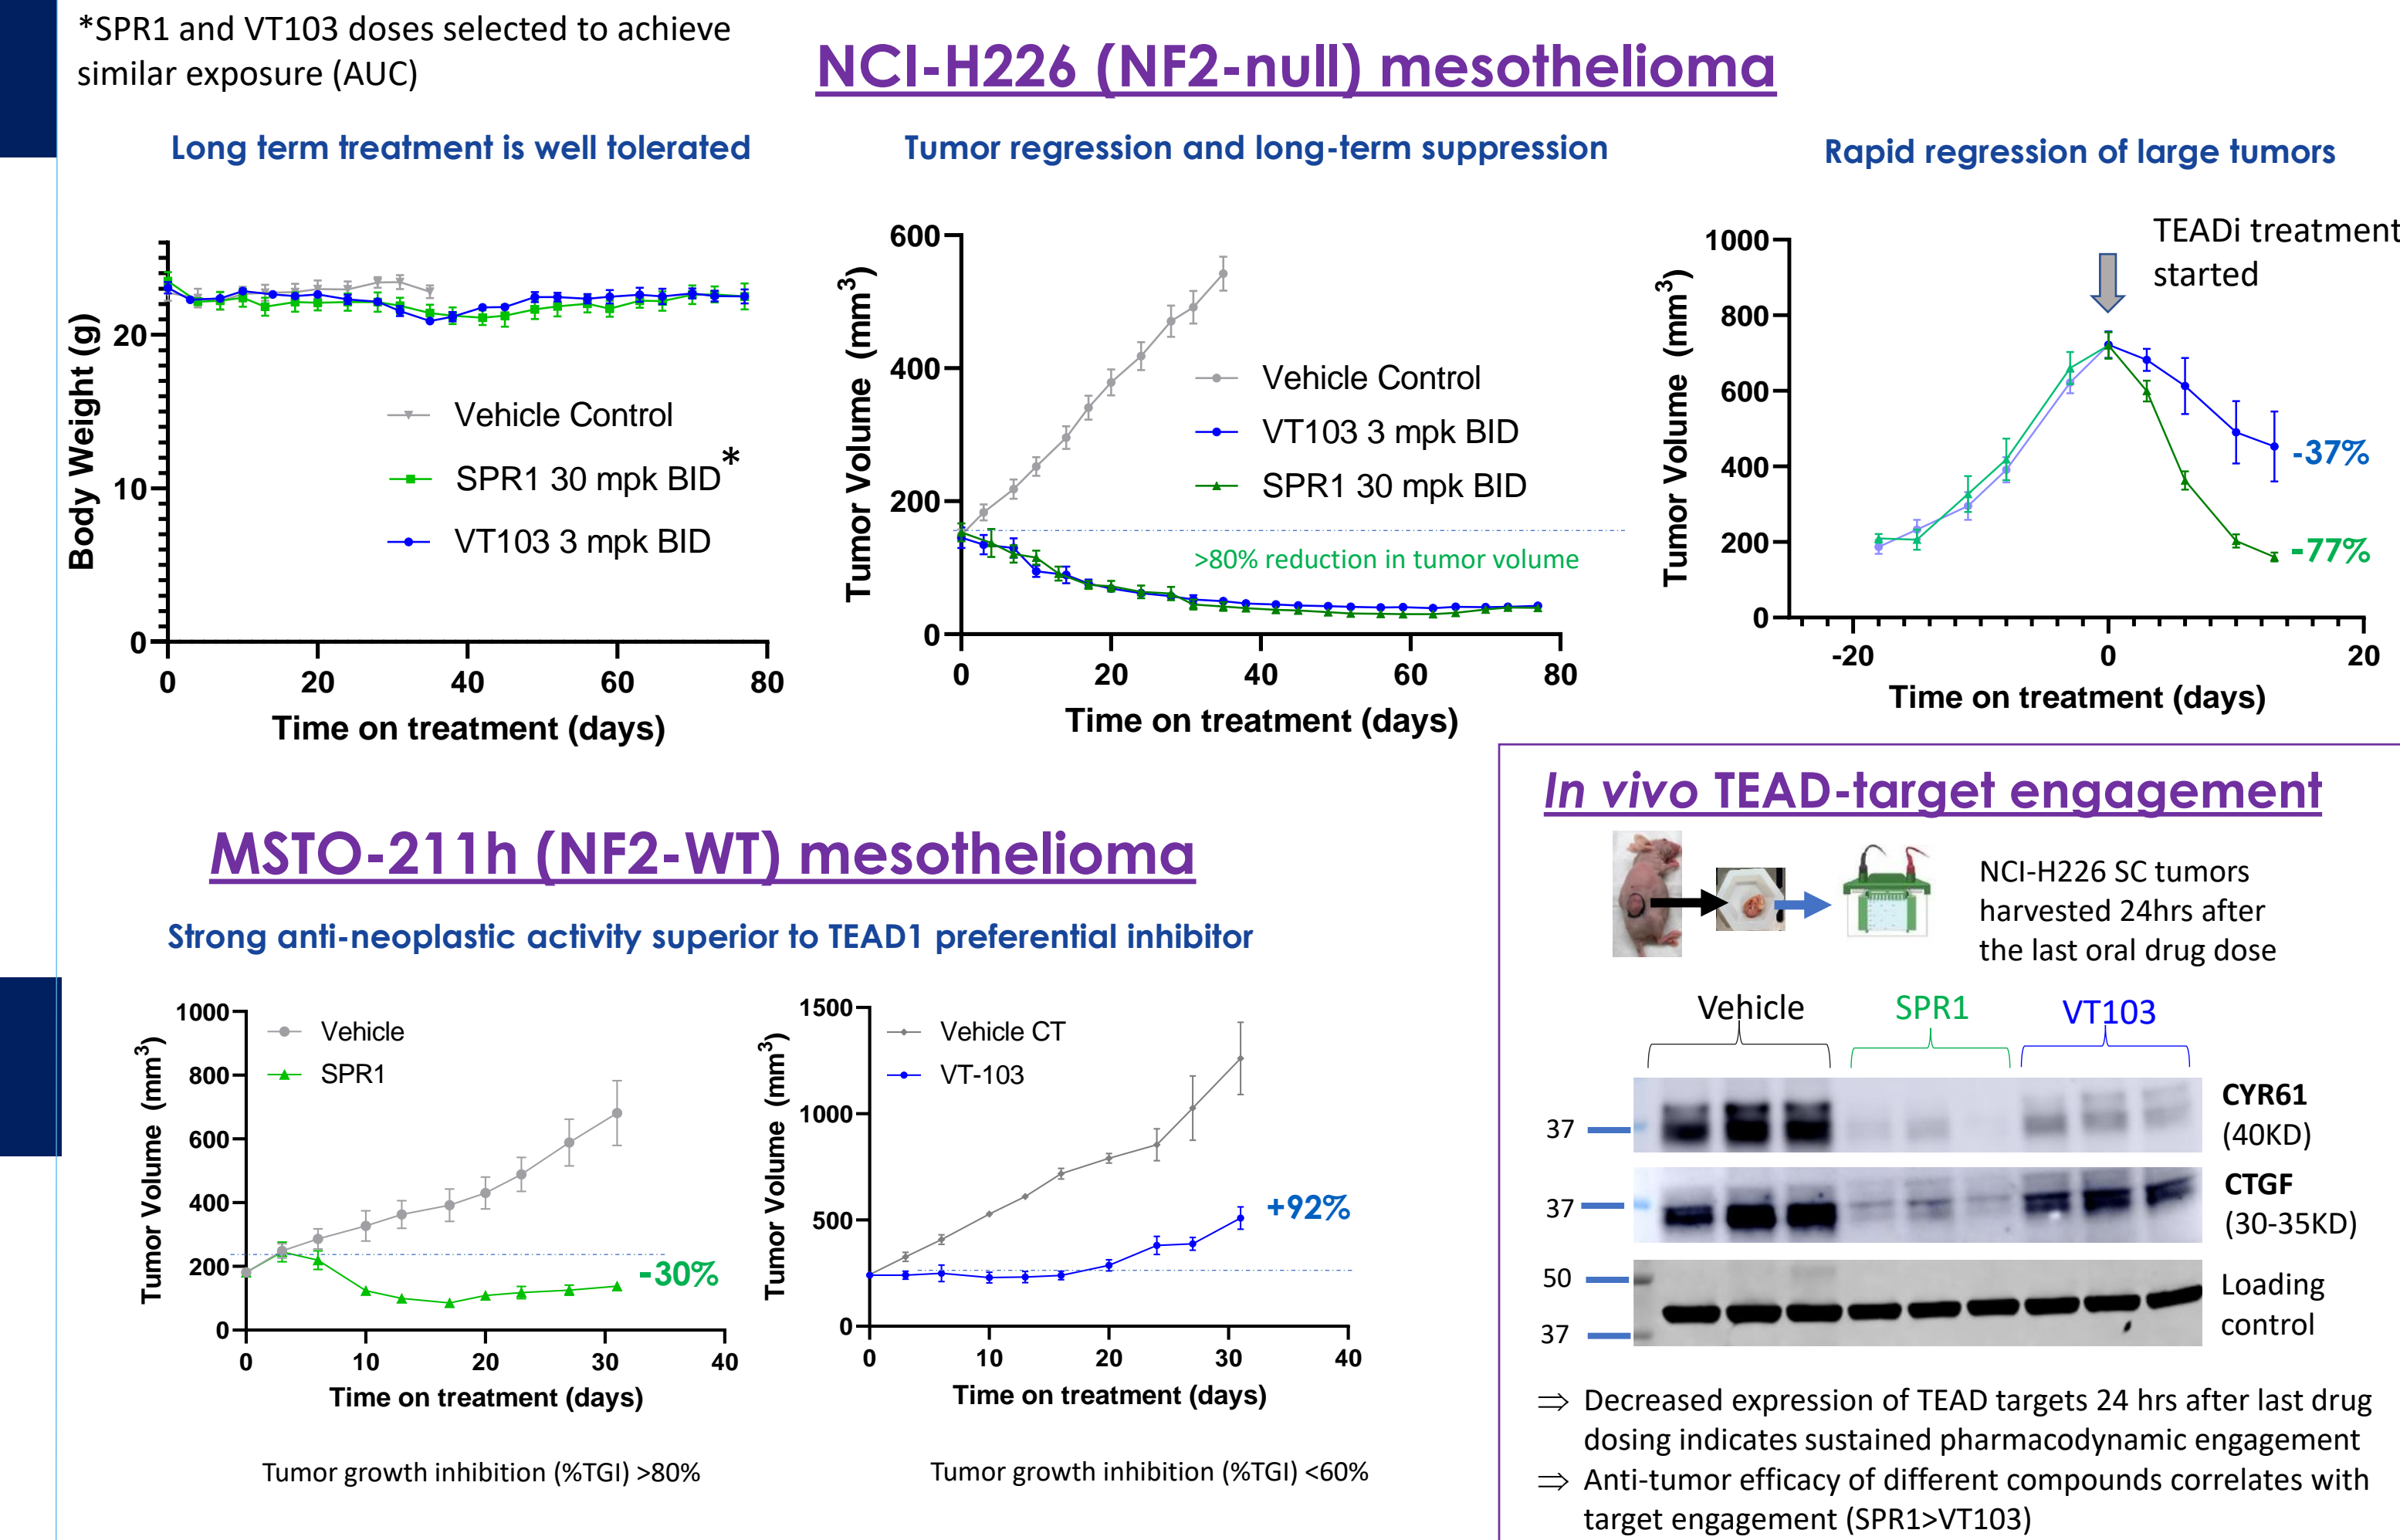 *SPR1 and VT103 doses selected to achieve
similar exposure (AUC)
NCI-H226 (NF2-null) mesothelioma
Long term treatment is well tolerated
Body Weight (g)
20
10
0
0 20 40 60 80
Time on treatment (days)
Vehicle Control
SPR1 30 mpk BID*
VT103 3 mpk BID
Tumor regression and long-term suppression
Tumor Volume (mm3)
600
400
200
0
0 20 40 60 80
Time on treatment (days)
Vehicle Control
VT103 3 mpk BID
SPR1 30 mpk BID
>80% reduction in tumor volume
Rapid regression of large tumors
TEADi treatment
started
Tumor Volume (mm3)
1000
800
600
400
200
0
-20 0 20
Time on treatment (days)
-37%
-77%
MSTO-211h (NF2-WT) mesothelioma
Strong anti-neoplastic activity superior to TEAD1 preferential inhibitor
Tumor Volume (mm3)
1000
800
600
400
200
0
0 10 20 30 40
Time on treatment (days)
Vehicle
SPR1
-30%
Tumor growth inhibition (%TGI) >80%
Tumor Volume (mm3)
1500
1000
500
0
0 10 20 30 40
Time on treatment (days)
Vehicle CT
VT-103
+92%
Tumor growth inhibition (%TGI) <60%
In vivo TEAD-target engagement
NCI-H226 SC tumors
harvested 24hrs after
the last oral drug dose
Vehicle SPR1 VT103
37
CYR61
(40KD)
37
CTGF
(30-35KD)
50
37
Loading
control
⇒ Decreased expression of TEAD targets 24 hrs after last drug
dosing indicates sustained pharmacodynamic engagement
⇒ Anti-tumor efficacy of different compounds correlates with
target engagement (SPR1>VT103)